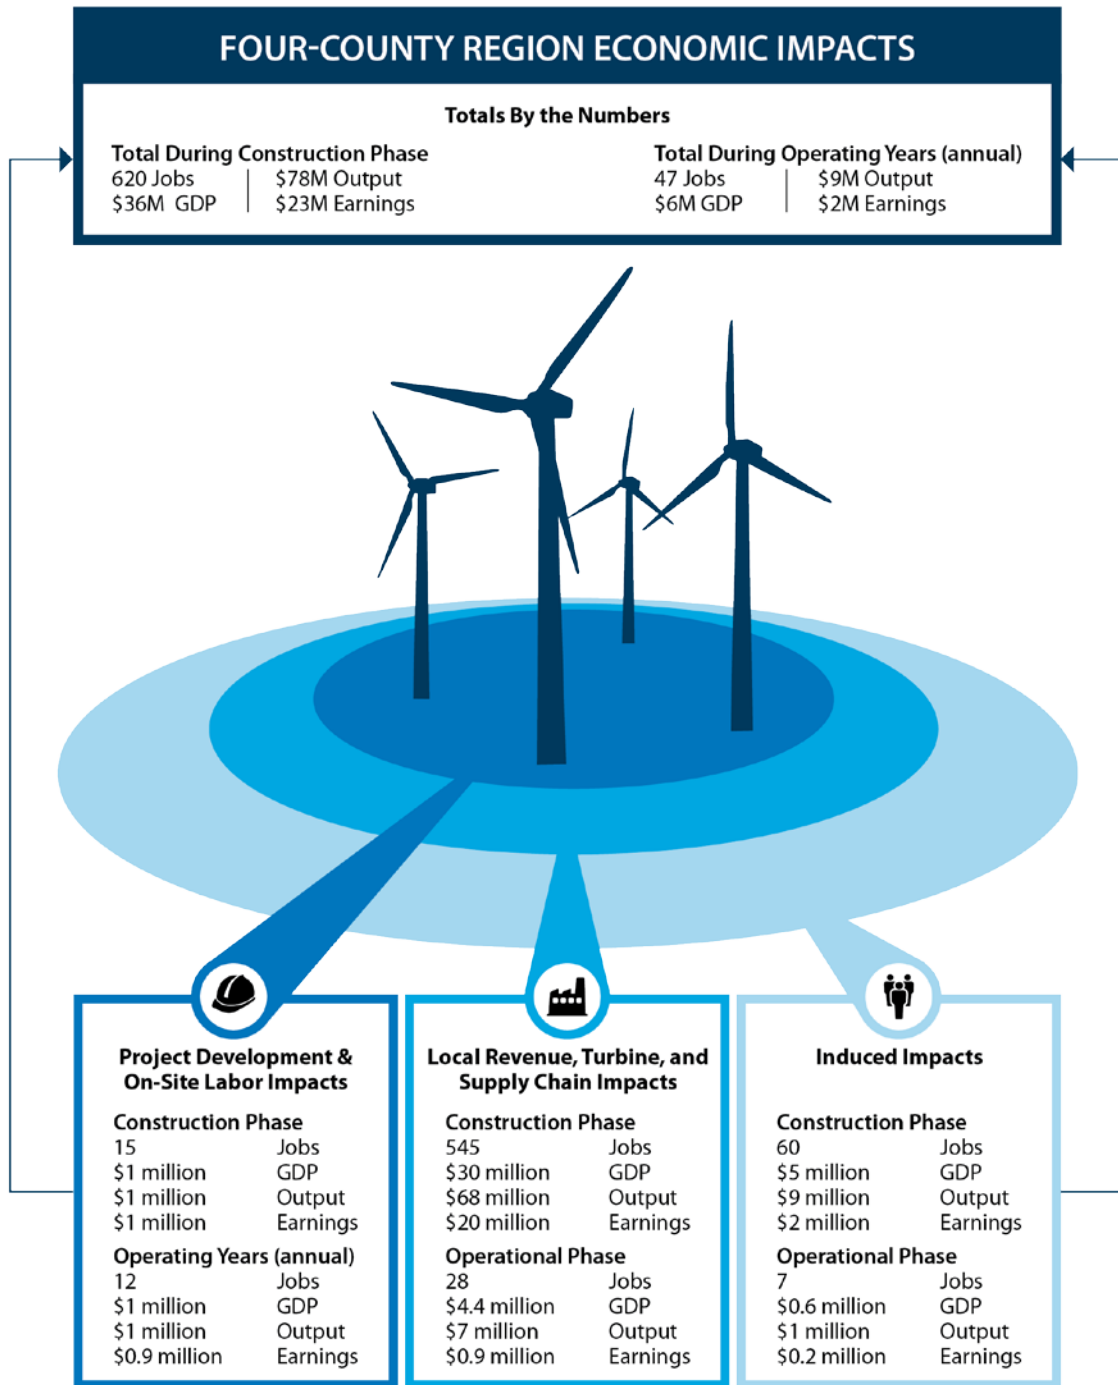 FOUR-COUNTY REGION ECONOMIC IMPACTS
Totals By the Numbers
Total During Construction Phase
620 Jobs $78M Output
$36M GDP $23M Earnings
Total During Operating Years (annual)
47 Jobs $9M Output
$6M GDP $2M Earnings
Project Development &
On-Site Labor Impacts
Construction Phase
15 Jobs
$1 million GDP
$1 million Output
$1 million Earnings
Operating Years (annual)
12 Jobs
$1 million GDP
$1 million Output
$0.9 million Earnings
Local Revenue, Turbine, and
Supply Chain Impacts
Construction Phase
545 Jobs
$30 million GDP
$68 million Output
$20 million Earnings
Operational Phase
28 Jobs
$4.4 million GDP
$7 million Output
$0.9 million Earnings
Induced Impacts
Construction Phase
60 Jobs
$5 million GDP
$9 million Output
$2 million Earnings
Operational Phase
7 Jobs
$0.6 million GDP
$1 million Output
$0.2 million Earnings